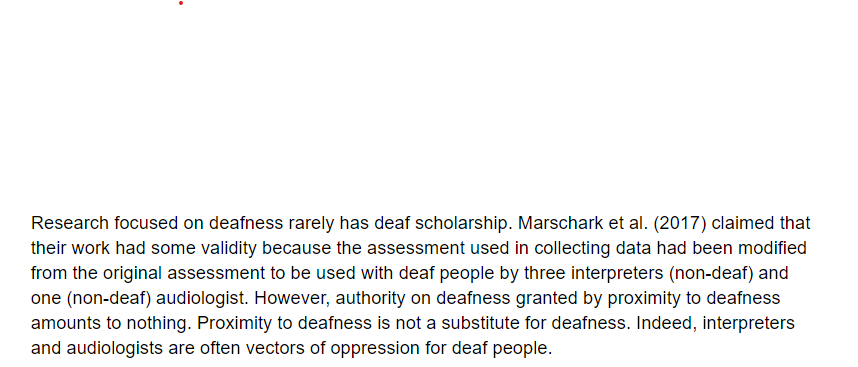 Research focused on deafness rarely has deaf scholarship. Marschark et al. (2017) claimed that
their work had some validity because the assessment used in collecting data had been modified
from the original assessment to be used with deaf people by three interpreters (non-deaf) and
one (non-deaf) audiologist. However, authority on deafness granted by proximity to deafness
amounts to nothing. Proximity to deafness is not a substitute for deafness. Indeed, interpreters
and audiologists are often vectors of oppression for deaf people.